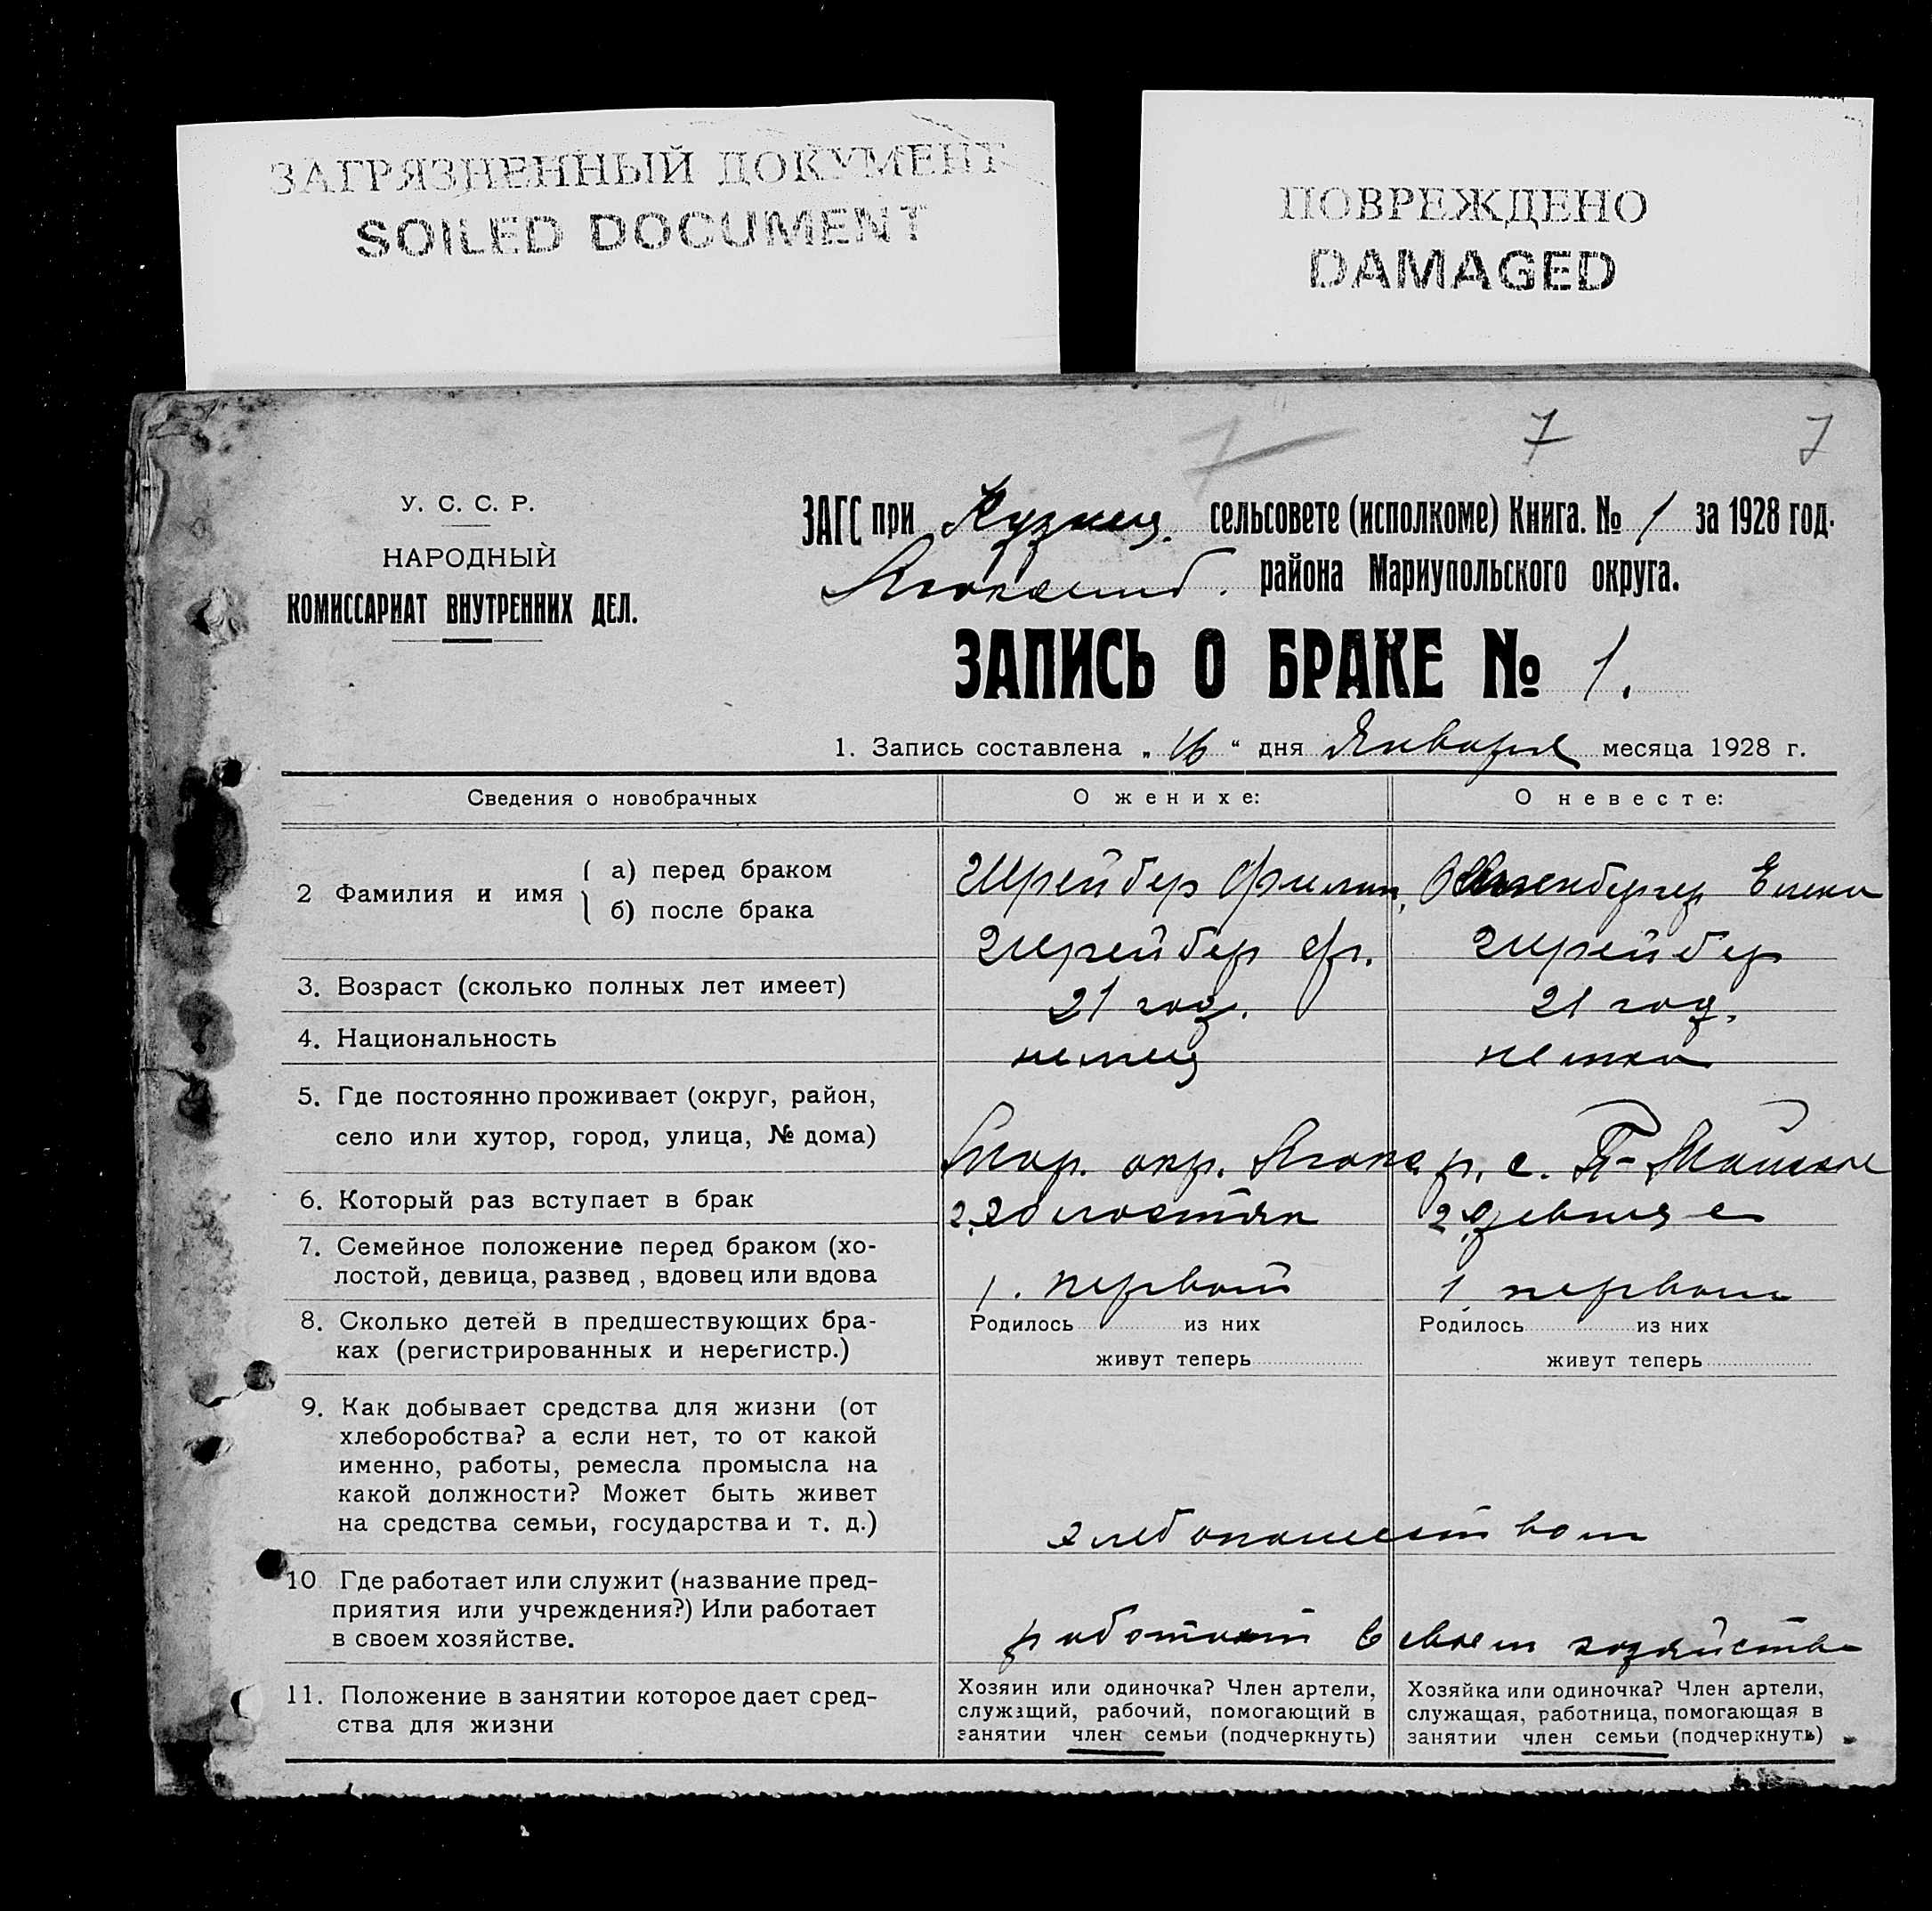 ЗАГРЯЗНЕННЫЙ ДОКУМЕНТ
SOILED DOCUMENT
ПОВРЕЖДЕНО
DAMAGED
7 7 7
У. С. С. Р.
НАРОДНЫЙ
КОМИССАРИАТ ВНУТРЕННИХ ДЕЛ.
ЗАГС при Кузнец. сельсовете (исполкоме) Книга. № 1 за 1928 год.
района Мариупольского округа.
ЗАПИСЬ О БРАКЕ № 1.
1. Запись составлена „16“ дня Января месяца 1928 г.
Сведения о новобрачных
О женихе:
О невесте:
2 Фамилия и имя
а) перед браком
б) после брака
Шрейбер Филип
Елена
Шрейбер Ф.
Шрейбер
3. Возраст (сколько полных лет имеет)
21 год.
21 год.
4. Национальность
немец
немка
5. Где постоянно проживает (округ, район,
село или хутор, город, улица, № дома)
Мар. окр. р. с.
6. Который раз вступает в брак
2. Холостяк
2. девица
7. Семейное положение перед браком (хо-
лостой, девица, развед , вдовец или вдова
1. первый
1. первый
8. Сколько детей в предшествующих бра-
ках (регистрированных и нерегистр.)
Родилось из них
живут теперь
Родилось из них
живут теперь
9. Как добывает средства для жизни (от
хлеборобства? а если нет, то от какой
именно, работы, ремесла промысла на
какой должности? Может быть живет
на средства семьи, государства и т. д.)
хлебопашеством
10 Где работает или служит (название пред-
приятия или учреждения?) Или работает
в своем хозяйстве.
работают в своем хозяйстве
11. Положение в занятии которое дает сред-
ства для жизни
Хозяин или одиночка? Член артели,
служащий, рабочий, помогающий в
занятии член семьи (подчеркнуть)
Хозяйка или одиночка? Член артели,
служащая, работница, помогающая в
занятии член семьи (подчеркнуть)